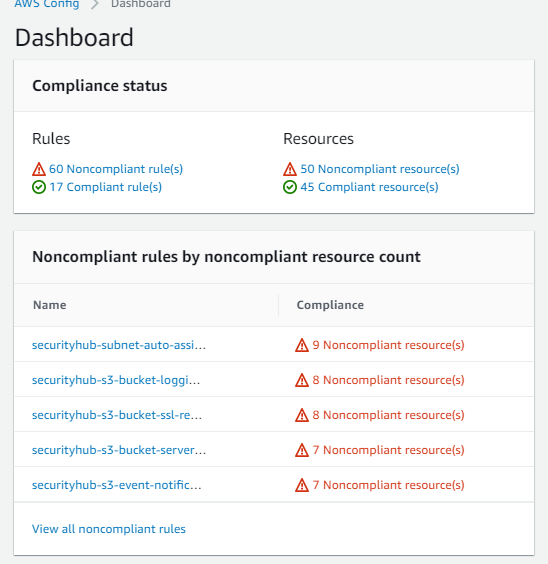 AWS Config > Dashboard
Dashboard
Compliance status
Rules
Resources
60 Noncompliant rule(s)
50 Noncompliant resource(s)
17 Compliant rule(s)
45 Compliant resource(s)
Noncompliant rules by noncompliant resource count
Name
Compliance
securityhub-subnet-auto-assi...
9 Noncompliant resource(s)
securityhub-s3-bucket-loggi...
8 Noncompliant resource(s)
securityhub-s3-bucket-ssl-re...
8 Noncompliant resource(s)
securityhub-s3-bucket-server...
7 Noncompliant resource(s)
securityhub-s3-event-notific...
7 Noncompliant resource(s)
View all noncompliant rules